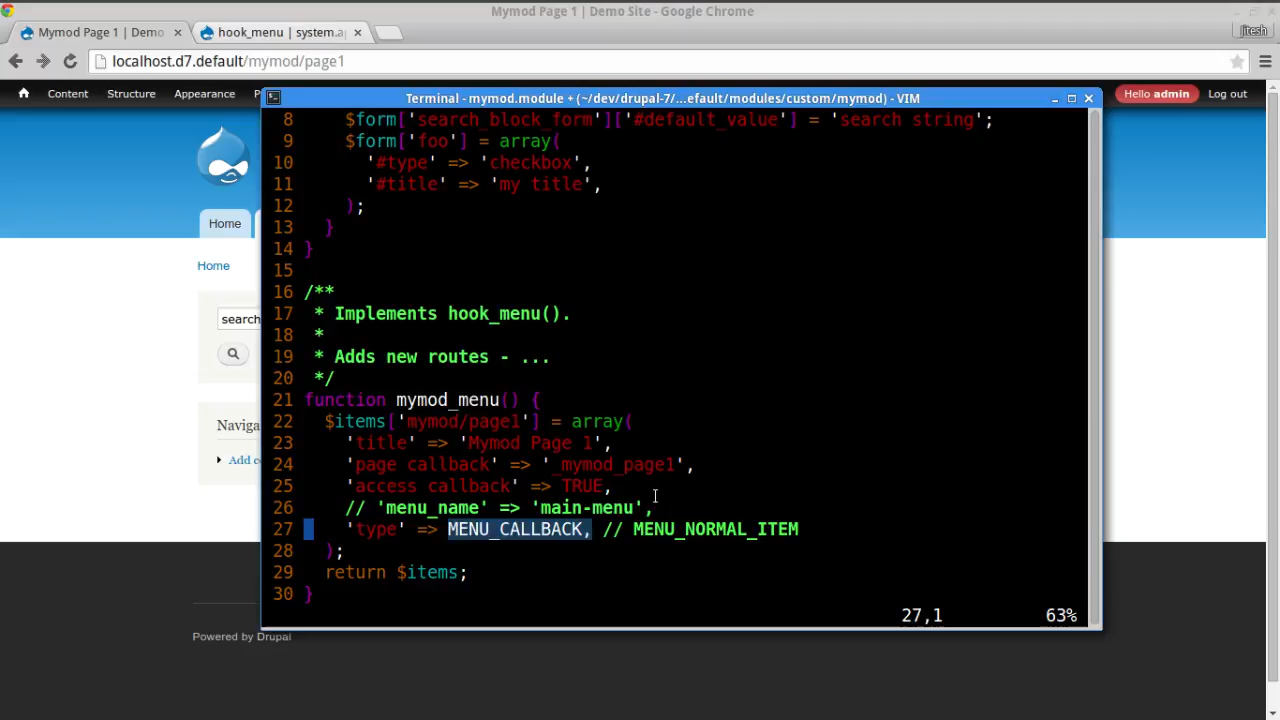 Mymod Page 1 | Demo Site - Google Chrome
Mymod Page 1 | Demo × hook_menu | system.a ×
jitesh
localhost.d7.default/mymod/page1
Content Structure Appearance P Hello admin Log out
Terminal - mymod.module + (~/dev/drupal-7/...efault/modules/custom/mymod) - VIM
8 $form['search_block_form']['#default_value'] = 'search string';
9 $form['foo'] = array(
10 '#type' => 'checkbox',
11 '#title' => 'my title',
12 );
13 }
14 }
15
16 /**
17 * Implements hook_menu().
18 *
19 * Adds new routes - ...
20 */
21 function mymod_menu() {
22 $items['mymod/page1'] = array(
23 'title' => 'Mymod Page 1',
24 'page callback' => '_mymod_page1',
25 'access callback' => TRUE,
26 // 'menu_name' => 'main-menu',
27 'type' => MENU_CALLBACK, // MENU_NORMAL_ITEM
28 );
29 return $items;
30 }
27,1 63%
Home
Home
search
Naviga
Add c
Powered by Drupal